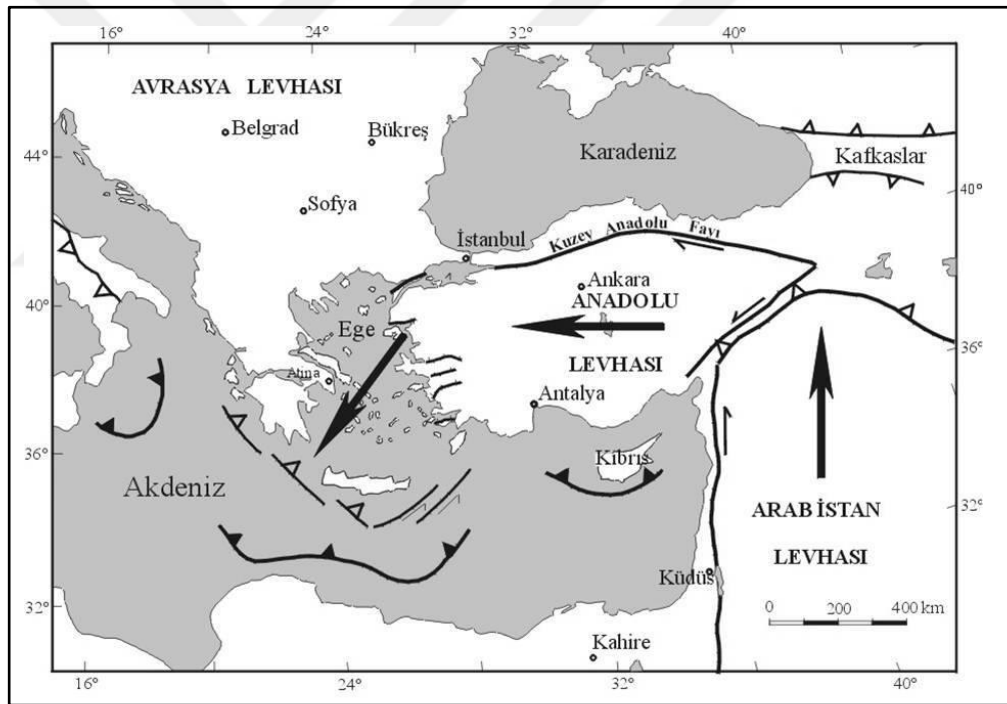 16° 24° 32° 40°
AVRASYA LEVHASI
Belgrad
Bükreş
44°
Karadeniz
Kafkaslar
40°
Sofya
İstanbul
Kuzey Anadolu Fayı
Ankara
40°
ANADOLU
Ege
LEVHASI
36°
Atina
Antalya
36°
Kıbrıs
Akdeniz
ARABİSTAN
32°
LEVHASI
Küdüs
32°
0 200 400 km
Kahire
16° 24° 32° 40°